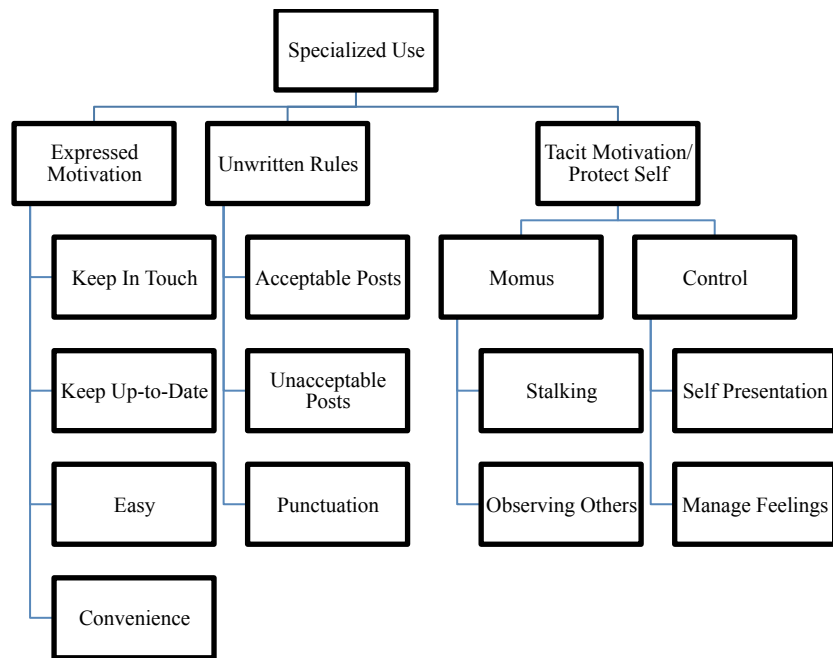 Specialized Use
Expressed
Motivation
Unwritten Rules
Tacit Motivation/
Protect Self
Keep In Touch
Acceptable Posts
Momus
Control
Keep Up-to-Date
Unacceptable
Posts
Stalking
Self Presentation
Easy
Punctuation
Observing Others
Manage Feelings
Convenience